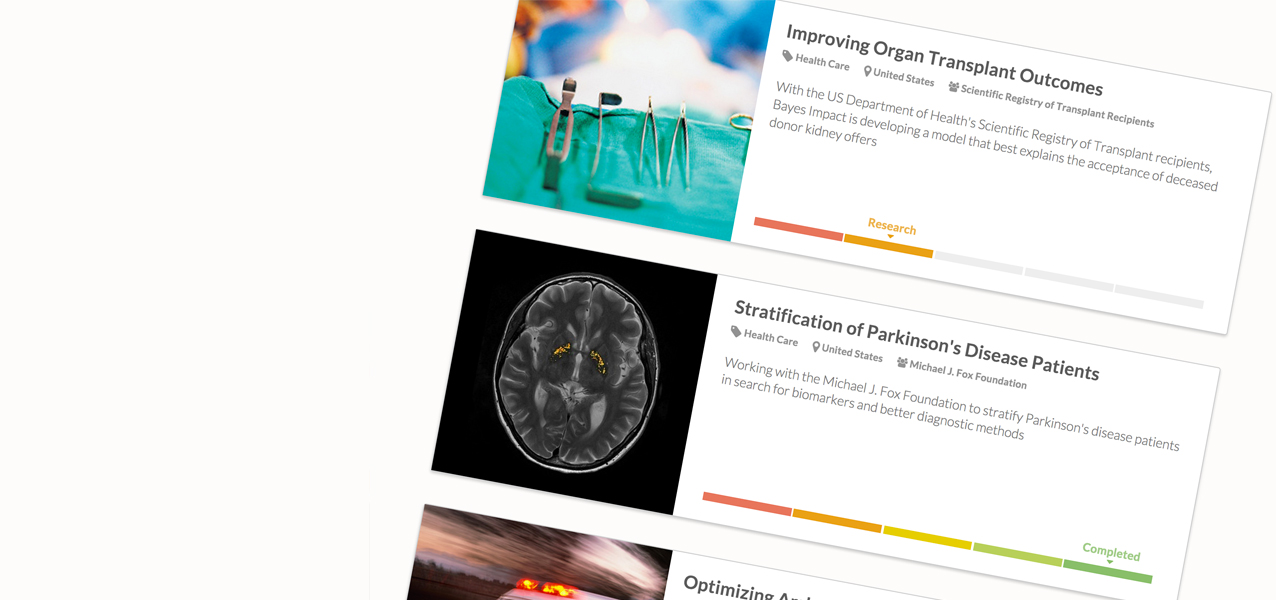 Improving Organ Transplant Outcomes
Health Care United States Scientific Registry of Transplant Recipients
With the US Department of Health's Scientific Registry of Transplant recipients,
Bayes Impact is developing a model that best explains the acceptance of deceased
donor kidney offers
Research
Stratification of Parkinson's Disease Patients
Health Care United States Michael J. Fox Foundation
Working with the Michael J. Fox Foundation to stratify Parkinson's disease patients
in search for biomarkers and better diagnostic methods
Completed
Optimizing